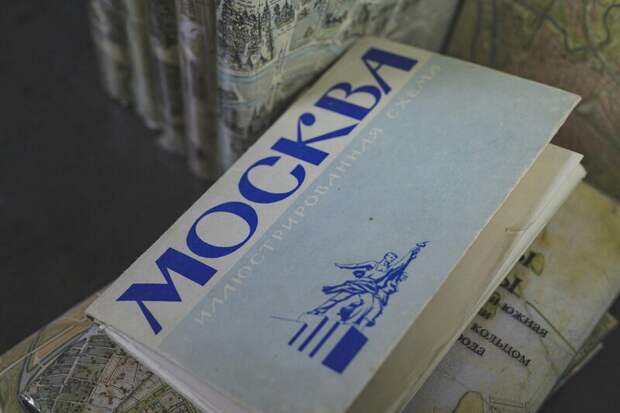 МОСКВА
ИЛЛЮСТРИРОВАННАЯ СХЕМА
Ы
южная
кольцом